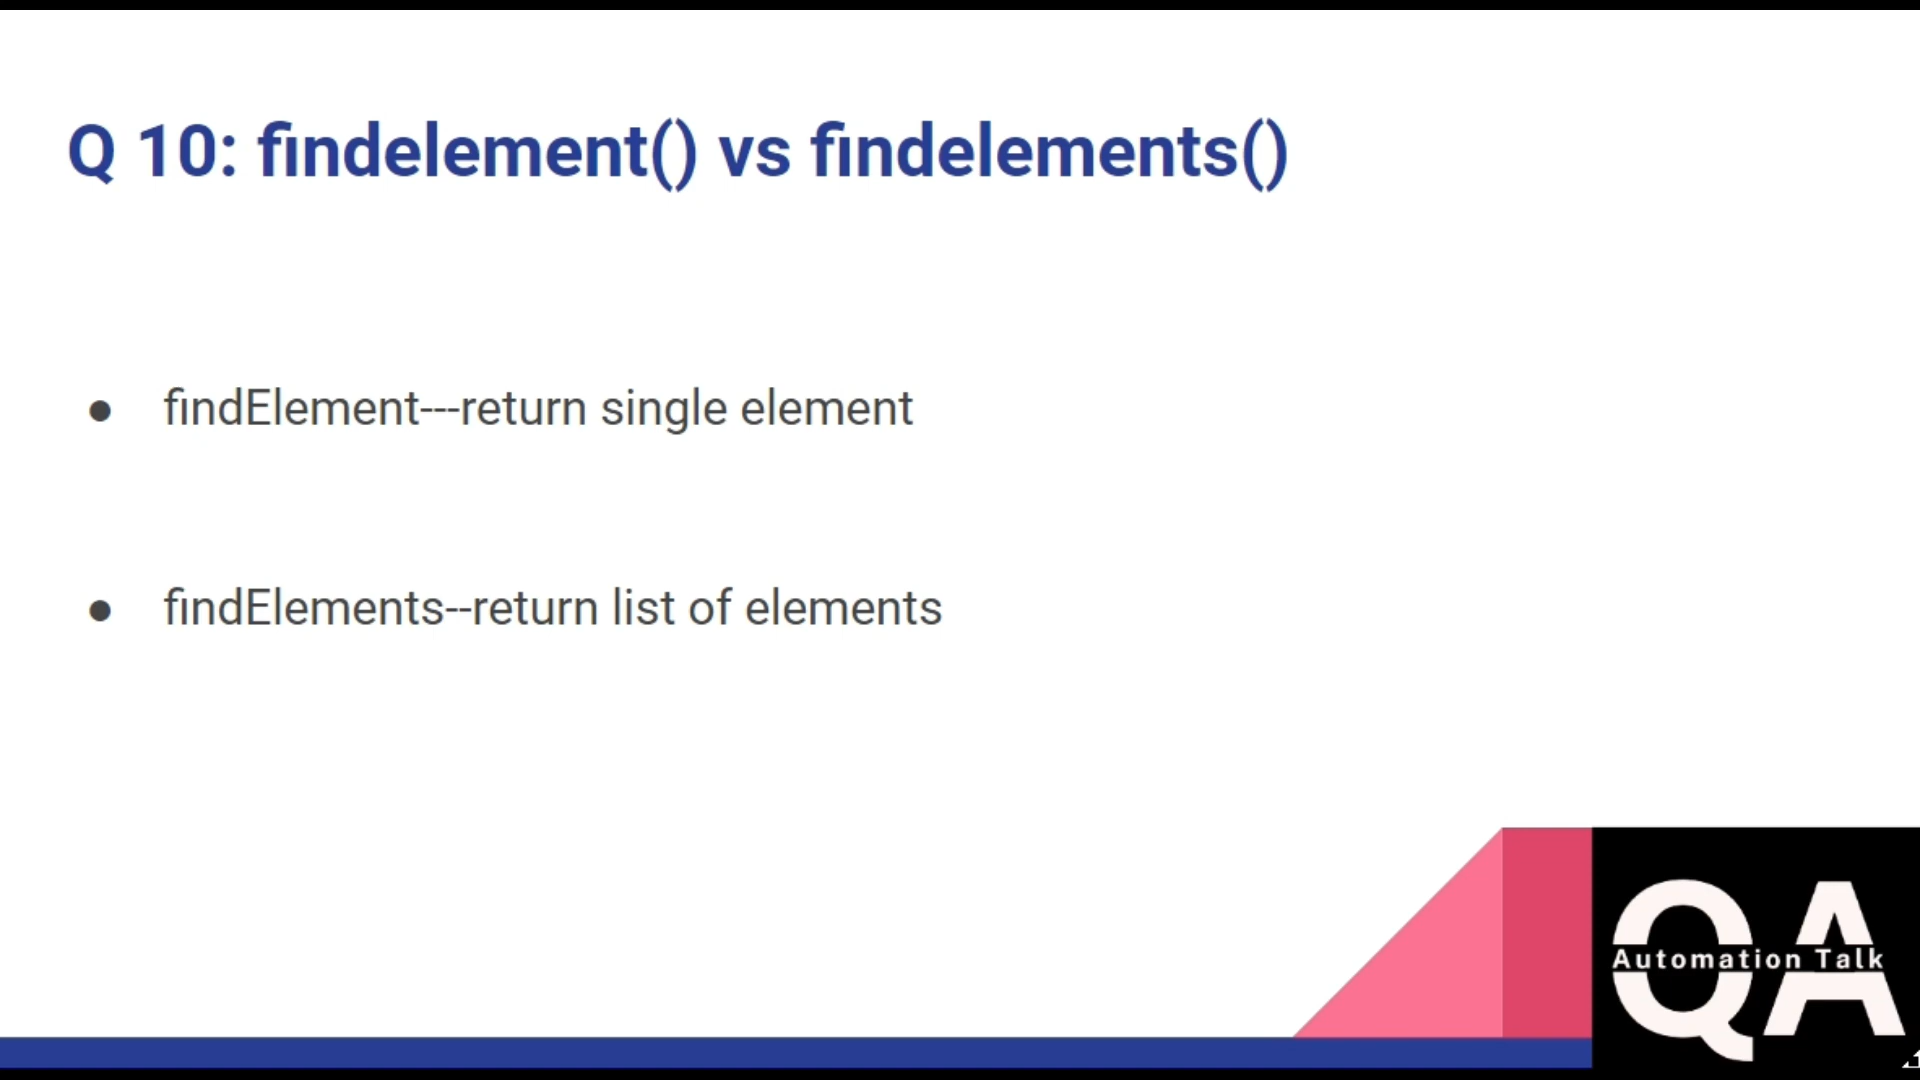 Q 10: findelement() vs findelements()
● findElement---return single element
● findElements--return list of elements
QA
Automation Talk